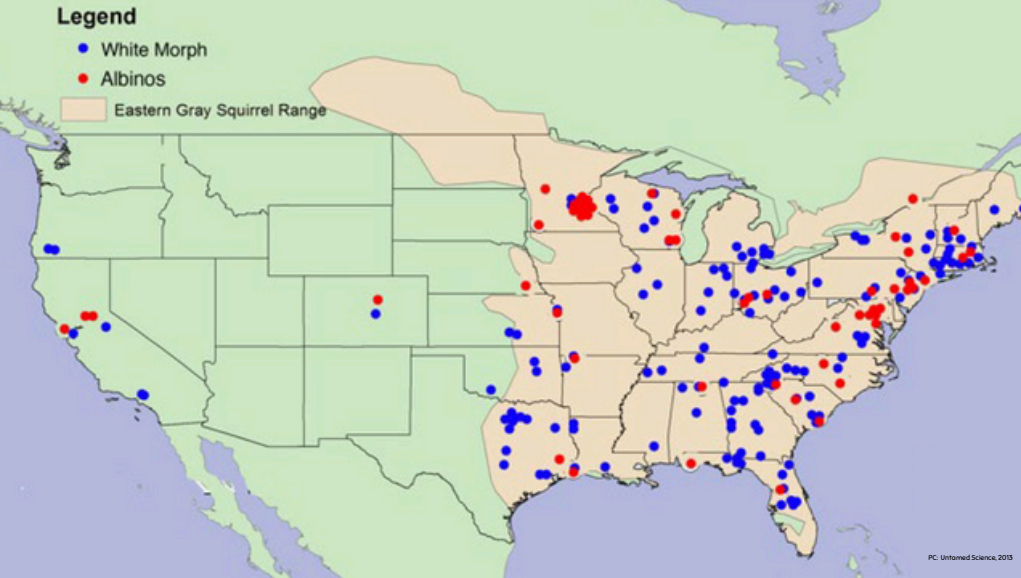 Legend
White Morph
Albinos
Eastern Gray Squirrel Range
PC: Untamed Science, 2013